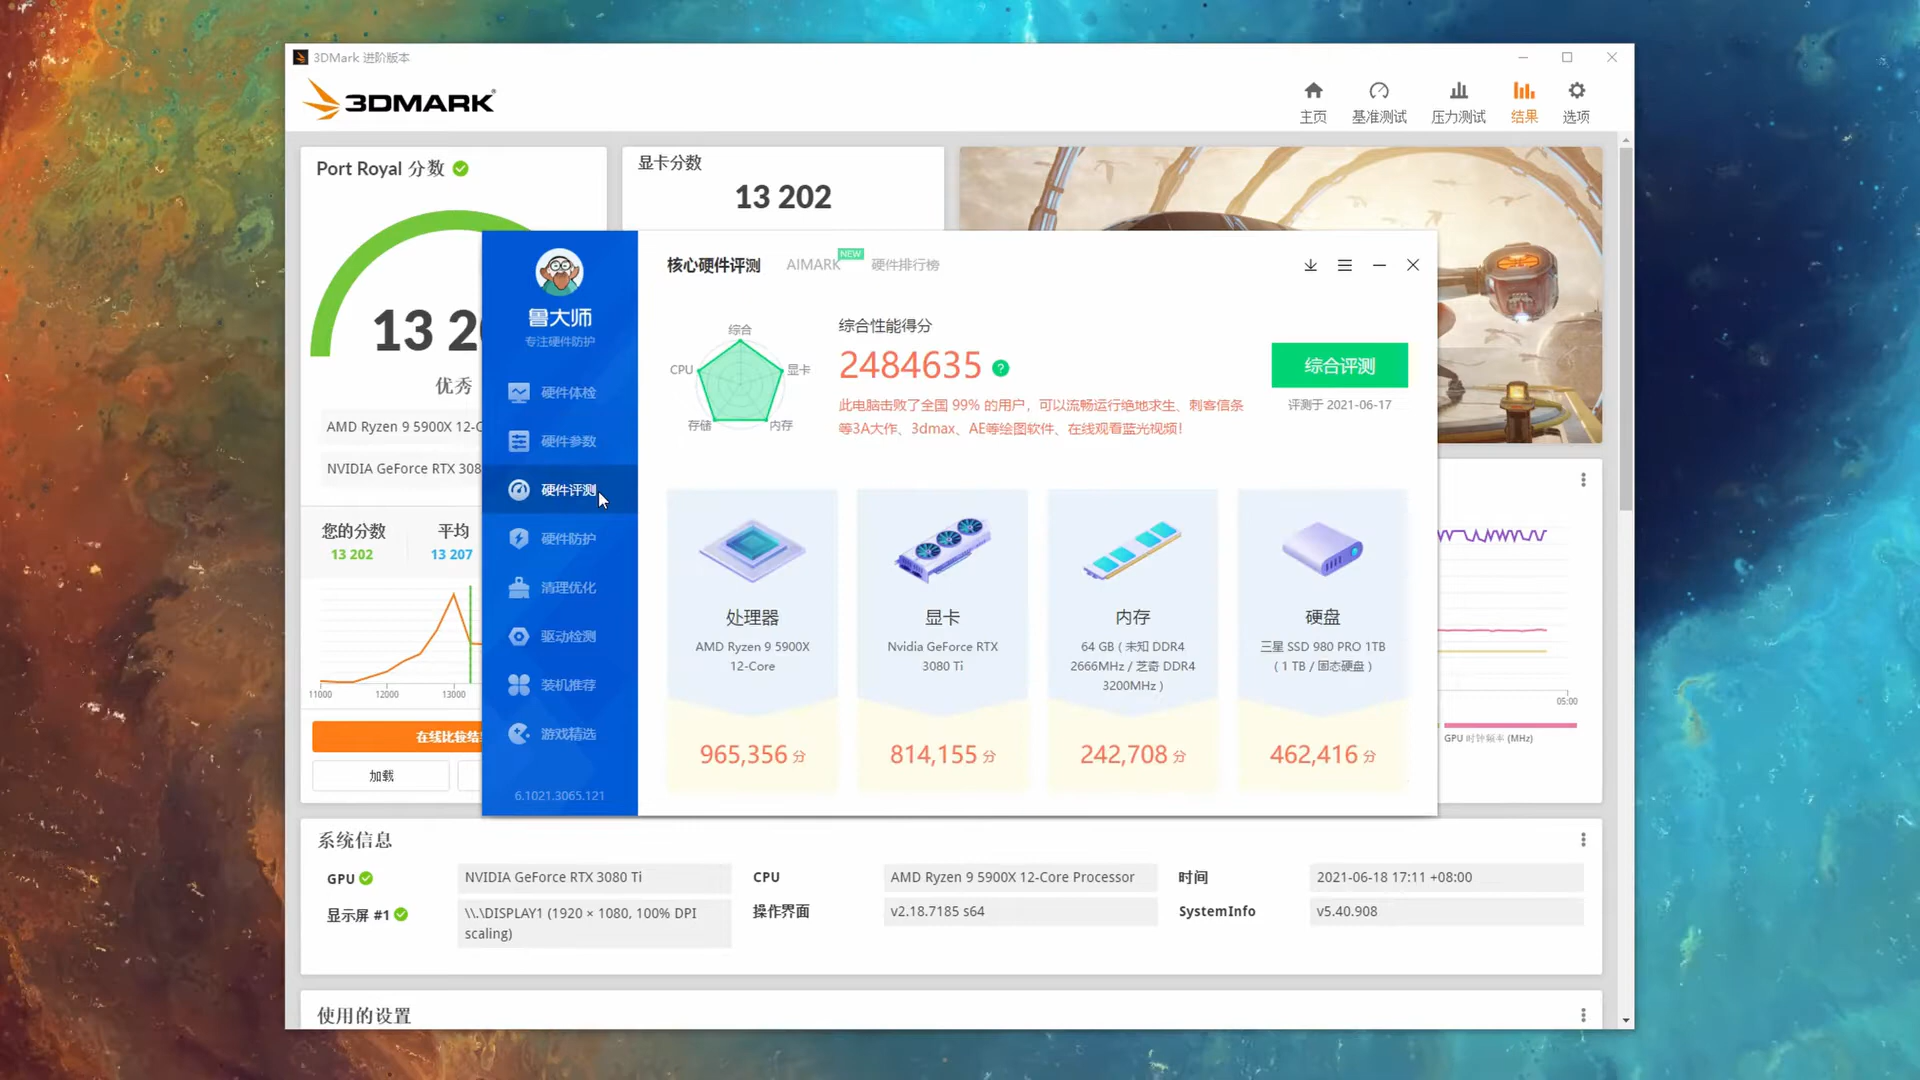 3DMark 进阶版本
3DMARK
主页
基准测试
压力测试
结果
选项
Port Royal 分数
显卡分数
13 202
13 20
优秀
AMD Ryzen 9 5900X 12-C
NVIDIA GeForce RTX 308
您的分数
平均
13 202
13 207
11000
12000
13000
在线比较结
加载
鲁大师
专注硬件防护
硬件体检
硬件参数
硬件评测
硬件防护
清理优化
驱动检测
装机推荐
游戏精选
6.1021.3065.121
核心硬件评测
AIMARK
NEW
硬件排行榜
综合
CPU
显卡
存储
内存
综合性能得分
2484635
?
此电脑击败了全国 99% 的用户，可以流畅运行绝地求生、刺客信条
等3A大作、3dmax、AE等绘图软件、在线观看蓝光视频！
综合评测
评测于 2021-06-17
处理器
AMD Ryzen 9 5900X
12-Core
965,356 分
显卡
Nvidia GeForce RTX
3080 Ti
814,155 分
内存
64 GB ( 未知 DDR4
2666MHz / 芝奇 DDR4
3200MHz )
242,708 分
硬盘
三星 SSD 980 PRO 1TB
( 1 TB / 固态硬盘 )
462,416 分
05:00
GPU 时钟频率 (MHz)
系统信息
GPU
NVIDIA GeForce RTX 3080 Ti
CPU
AMD Ryzen 9 5900X 12-Core Processor
时间
2021-06-18 17:11 +08:00
显示屏 #1
\\.\DISPLAY1 (1920 × 1080, 100% DPI
scaling)
操作界面
v2.18.7185 s64
SystemInfo
v5.40.908
使用的设置